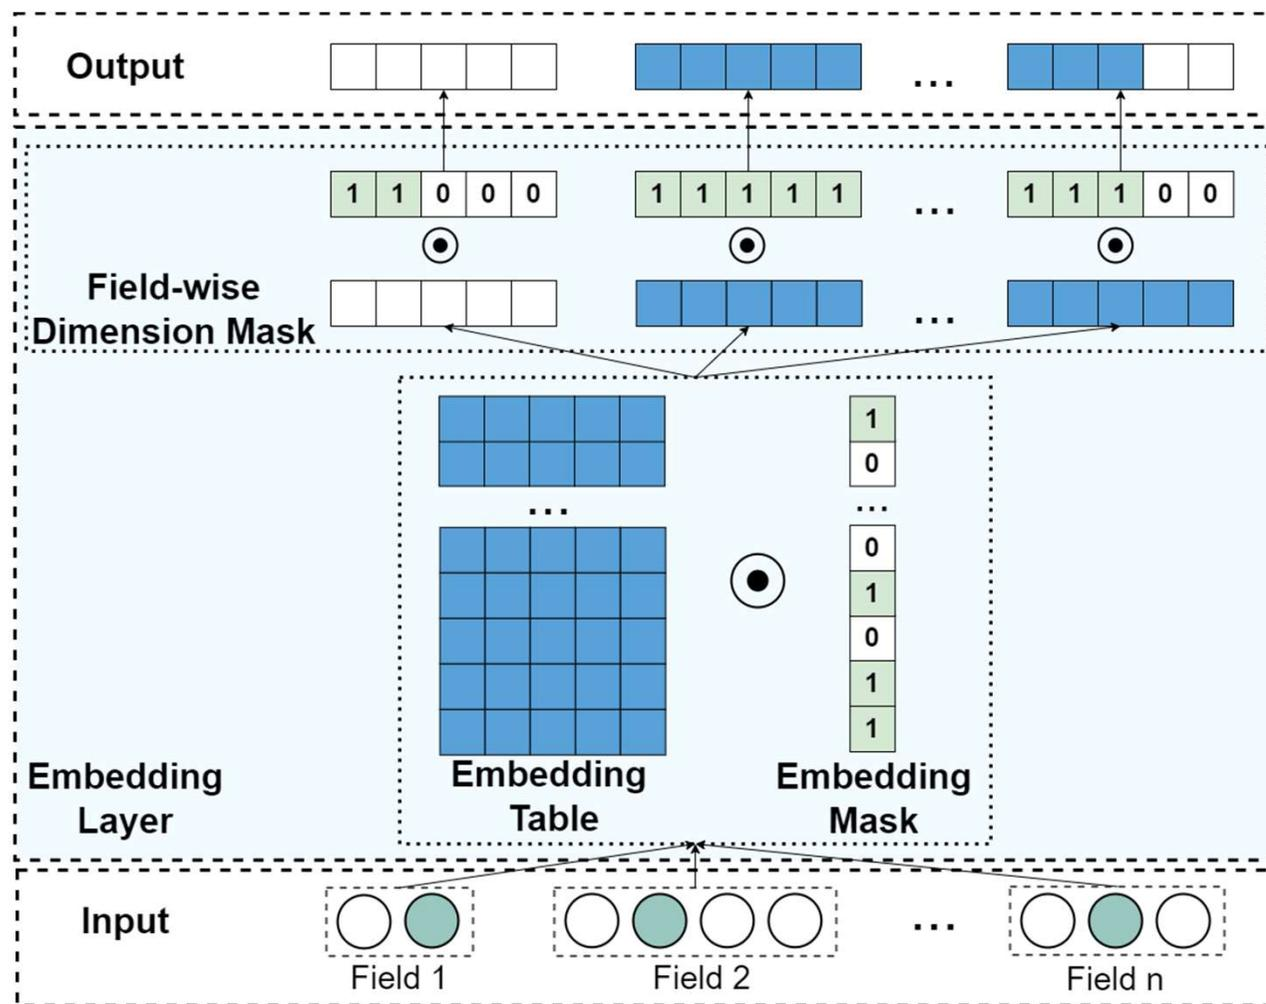 Output
...
1 1 0 0 0 1 1 1 1 1 ... 1 1 1 0 0
Field-wise
Dimension Mask
...
1
0
... ...
0
1
0
1
1
Embedding Table
Embedding Mask
Embedding
Layer
Input
...
Field 1 Field 2 Field n